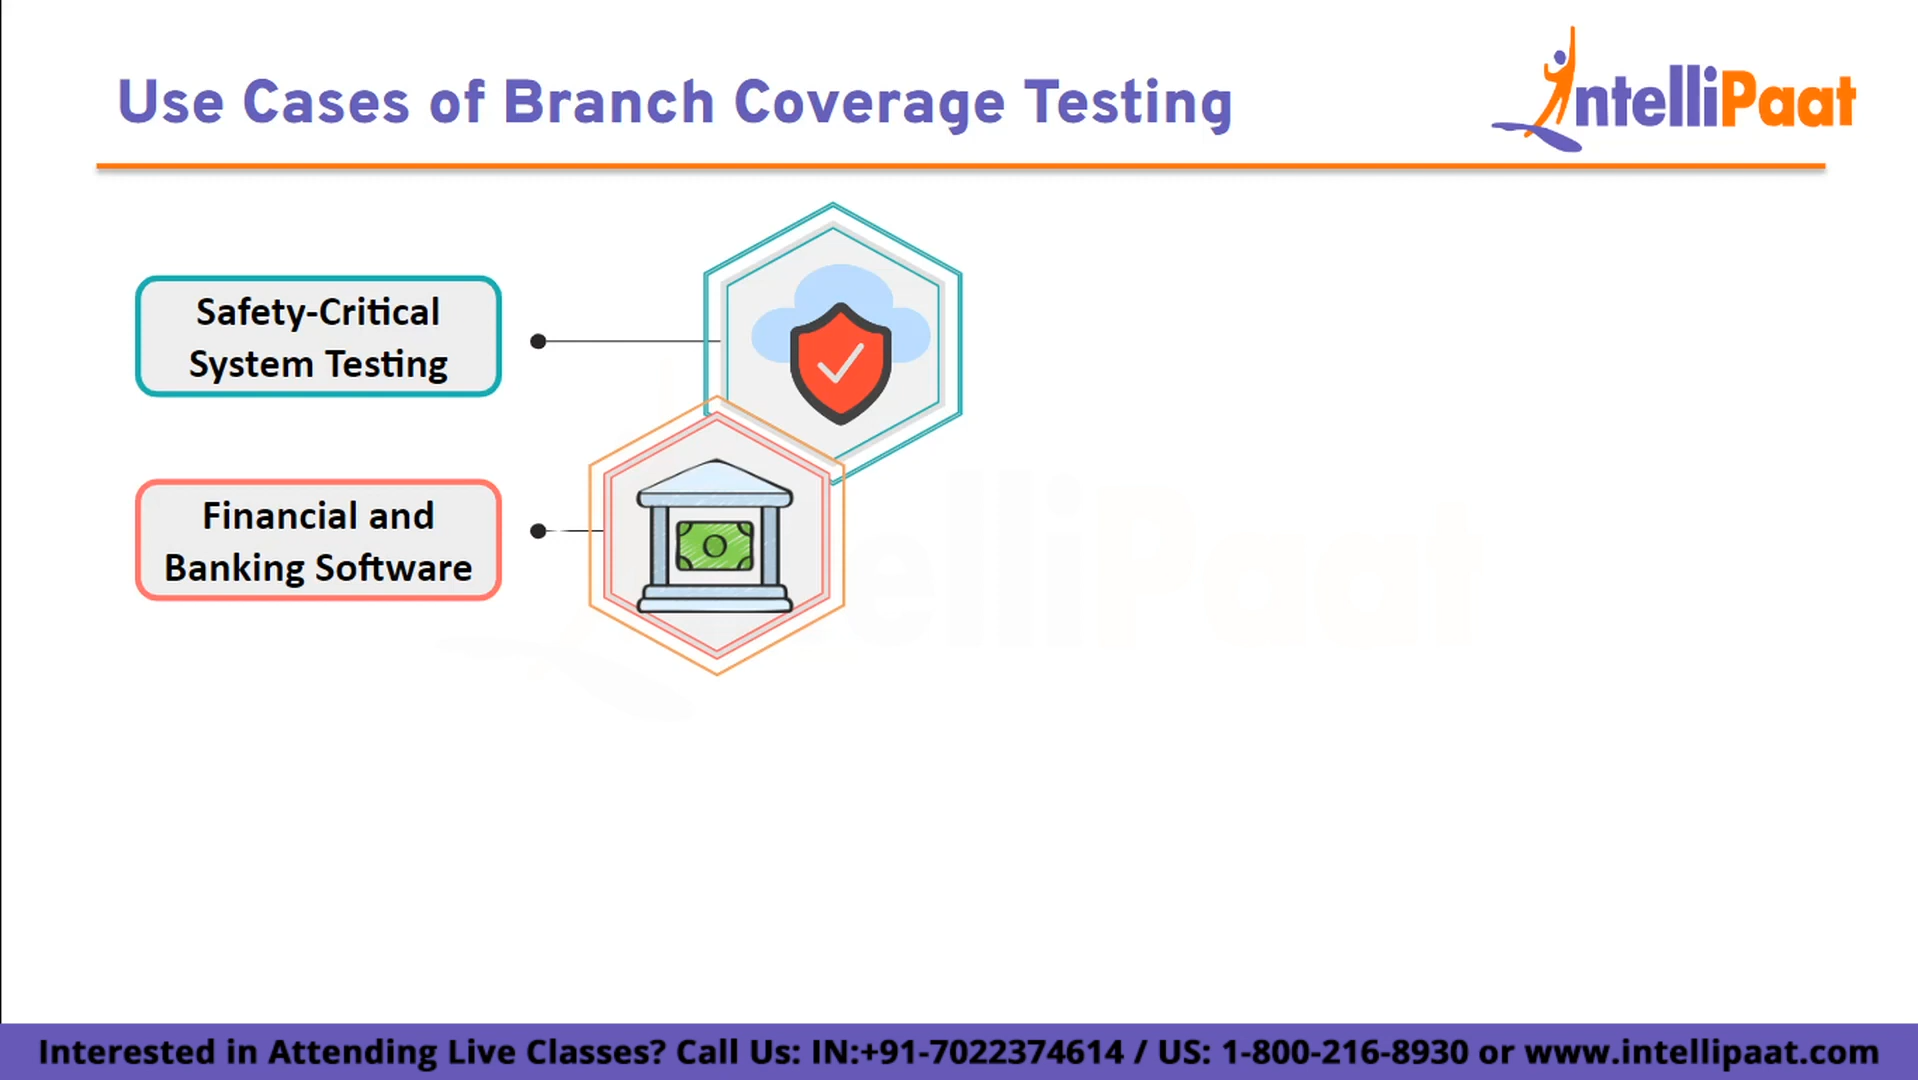 Use Cases of Branch Coverage Testing
IntelliPaat
Safety-Critical
System Testing
Financial and
Banking Software
Interested in Attending Live Classes? Call Us: IN:+91-7022374614 / US: 1-800-216-8930 or www.intellipaat.com